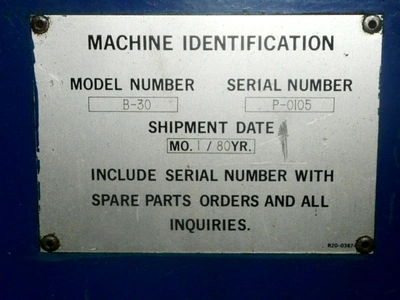 MACHINE IDENTIFICATION
MODEL NUMBER SERIAL NUMBER
B-30 P-0105
SHIPMENT DATE
MO. 1 / 80 YR.
INCLUDE SERIAL NUMBER WITH
SPARE PARTS ORDERS AND ALL
INQUIRIES.